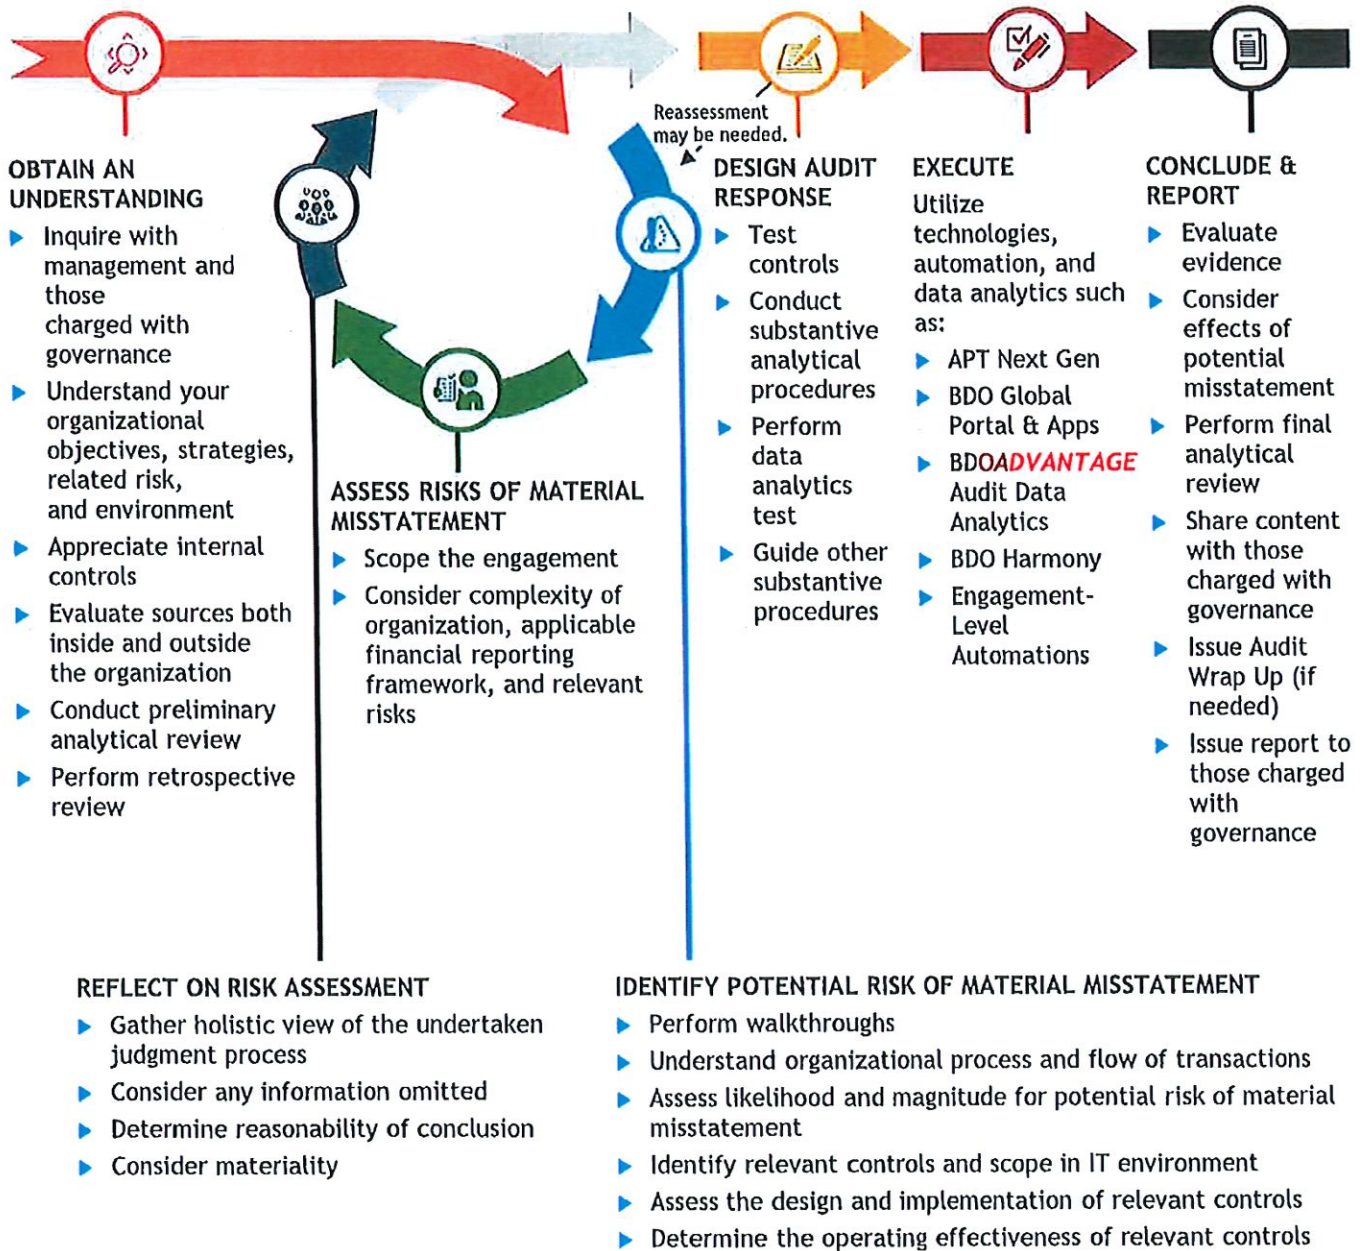 Reassessment
may be needed.
OBTAIN AN
UNDERSTANDING
Inquire with
management and
those
charged with
governance
Understand your
organizational
objectives, strategies,
related risk,
and environment
Appreciate internal
controls
Evaluate sources both
inside and outside
the organization
Conduct preliminary
analytical review
Perform retrospective
review
ASSESS RISKS OF MATERIAL
MISSTATEMENT
Scope the engagement
Consider complexity of
organization, applicable
financial reporting
framework, and relevant
risks
DESIGN AUDIT
RESPONSE
Test
controls
Conduct
substantive
analytical
procedures
Perform
data
analytics
test
Guide other
substantive
procedures
EXECUTE
Utilize
technologies,
automation, and
data analytics such
as:
APT Next Gen
BDO Global
Portal & Apps
BDOADVANTAGE
Audit Data
Analytics
BDO Harmony
Engagement-
Level
Automations
CONCLUDE &
REPORT
Evaluate
evidence
Consider
effects of
potential
misstatement
Perform final
analytical
review
Share content
with those
charged with
governance
Issue Audit
Wrap Up (if
needed)
Issue report to
those charged
with
governance
REFLECT ON RISK ASSESSMENT
Gather holistic view of the undertaken
judgment process
Consider any information omitted
Determine reasonability of conclusion
Consider materiality
IDENTIFY POTENTIAL RISK OF MATERIAL MISSTATEMENT
Perform walkthroughs
Understand organizational process and flow of transactions
Assess likelihood and magnitude for potential risk of material
misstatement
Identify relevant controls and scope in IT environment
Assess the design and implementation of relevant controls
Determine the operating effectiveness of relevant controls